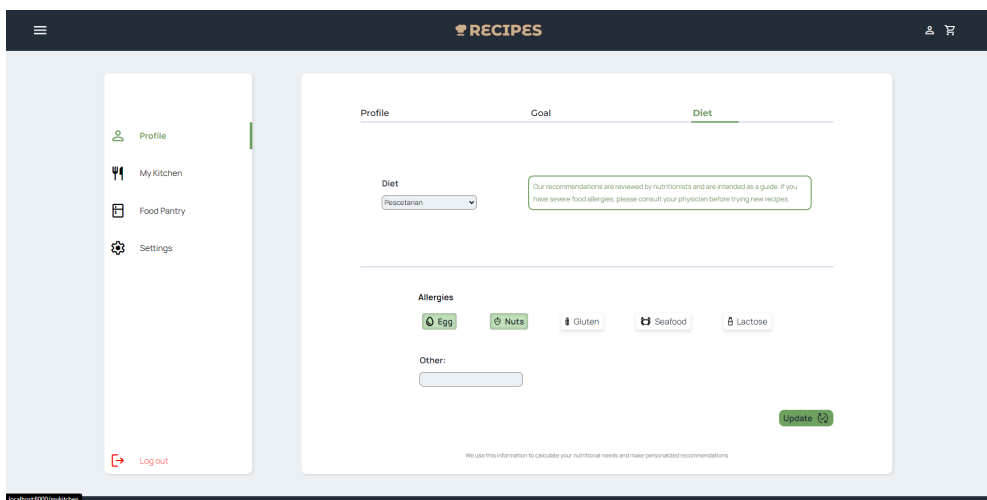 RECIPES
Profile
My Kitchen
Food Pantry
Settings
Log out
Profile Goal Diet
Diet
Pescetarian
Our recommendations are reviewed by nutritionists and are intended as a guide. If you
have severe food allergies, please consult your physician before trying new recipes.
Allergies
Egg Nuts Gluten Seafood Lactose
Other:
Update
We use this information to calculate your nutritional needs and make personalized recommendations
localhost:8000/mykitchen